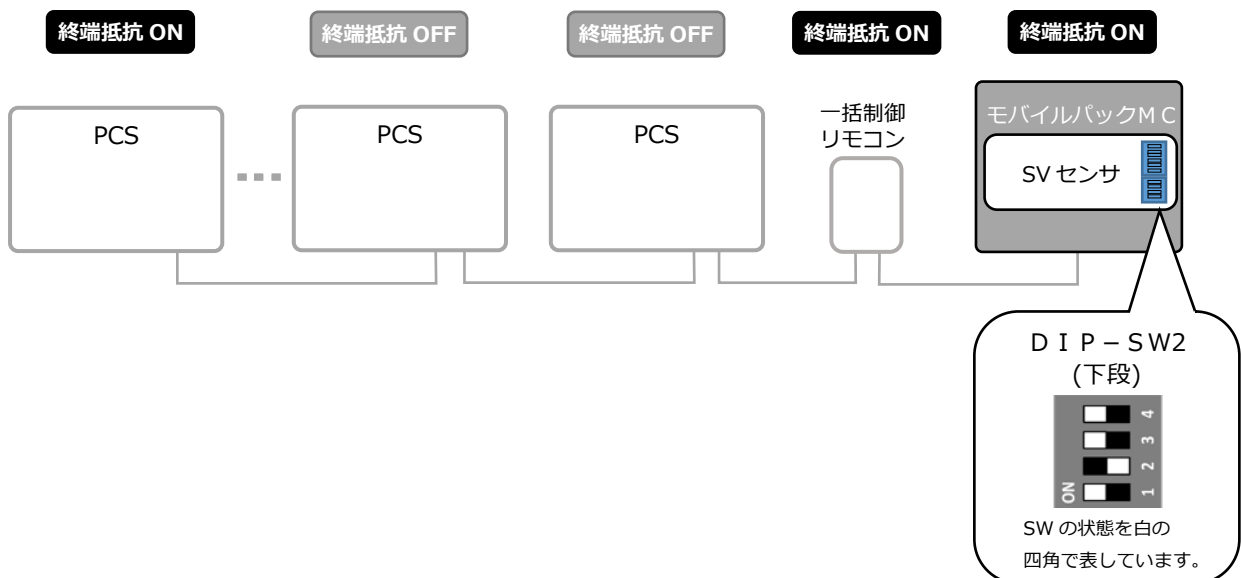 終端抵抗 ON
終端抵抗 OFF
終端抵抗 OFF
終端抵抗 ON
終端抵抗 ON
PCS
PCS
PCS
一括制御
リモコン
モバイルパックＭＣ
SV センサ
ＤＩＰ－ＳＷ2
(下段)
4
3
2
1
ON
SW の状態を白の
四角で表しています。